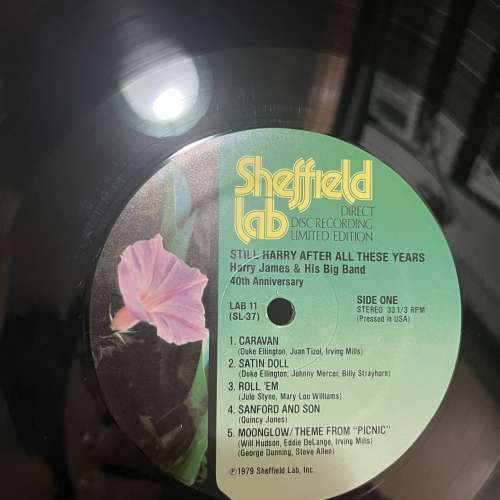 Sheffield
lab
DIRECT
DISC RECORDING
LIMITED EDITION
STILL HARRY AFTER ALL THESE YEARS
Harry James & His Big Band
40th Anniversary
LAB 11
(SL-37)
SIDE ONE
STEREO 33 1/3 RPM
(Pressed in USA)
1. CARAVAN
(Duke Ellington, Juan Tizol, Irving Mills)
2. SATIN DOLL
(Duke Ellington, Johnny Mercer, Billy Strayhorn)
3. ROLL 'EM
(Jule Styne, Mary Lou Williams)
4. SANFORD AND SON
(Quincy Jones)
5. MOONGLOW/THEME FROM "PICNIC"
(Will Hudson, Eddie DeLange, Irving Mills)
(George Dunning, Steve Allen)
℗1979 Sheffield Lab, Inc.